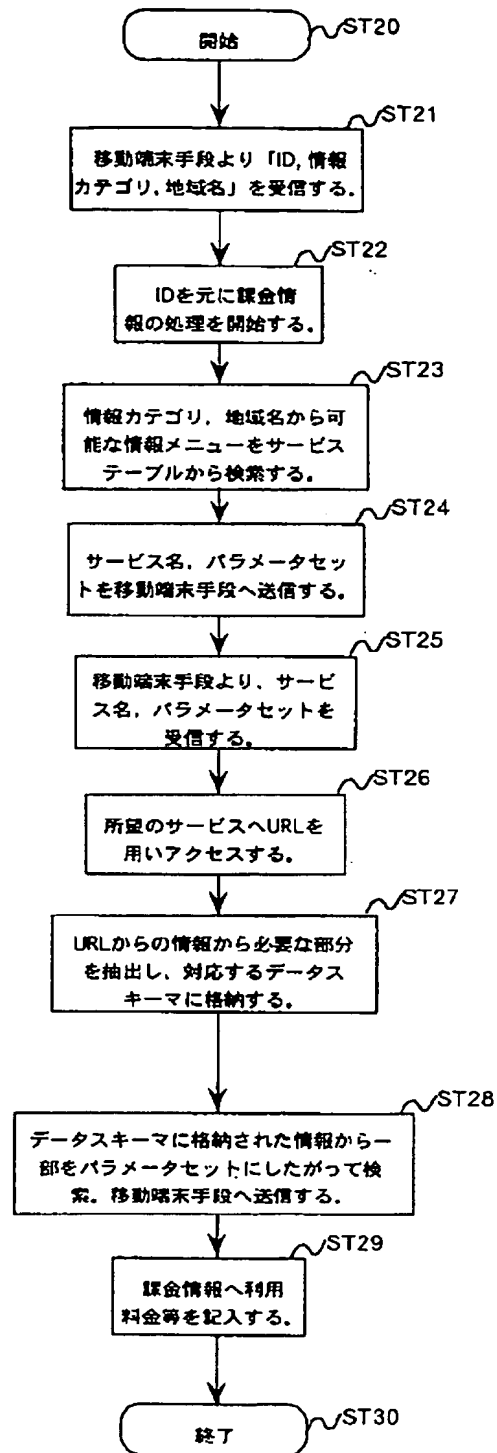 ST20
開始
ST21
移動端末手段より「ID, 情報
カテゴリ, 地域名」を受信する。
ST22
IDを元に課金情
報の処理を開始する。
ST23
情報カテゴリ, 地域名から可
能な情報メニューをサービス
テーブルから検索する。
ST24
サービス名, パラメータセッ
トを移動端末手段へ送信する。
ST25
移動端末手段より、サービ
ス名, パラメータセットを
受信する。
ST26
所望のサービスへURLを
用いアクセスする。
ST27
URLからの情報から必要な部分
を抽出し、対応するデータス
キーマに格納する。
ST28
データスキーマに格納された情報から一
部をパラメータセットにしたがって検
索。移動端末手段へ送信する。
ST29
課金情報へ利用
料金等を記入する。
ST30
終了